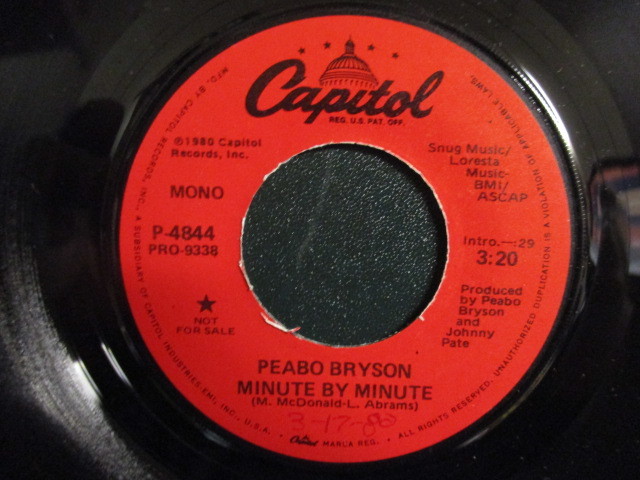 Capitol
REG. U.S. PAT. OFF.
℗1980 Capitol
Records, Inc.
MONO
P-4844
PRO-9338
★
NOT
FOR SALE
Snug Music/
Loresta
Music-
BMI/
ASCAP
Intro.—:29
3:20
Produced
by Peabo
Bryson
and
Johnny
Pate
PEABO BRYSON
MINUTE BY MINUTE
(M. McDonald-L. Abrams)
3-17-80
MFD. BY CAPITOL RECORDS, INC., A SUBSIDIARY OF CAPITOL INDUSTRIES-EMI, INC., U.S.A. • Capitol MARCA REG. • ALL RIGHTS RESERVED. UNAUTHORIZED DUPLICATION IS A VIOLATION OF APPLICABLE LAWS.